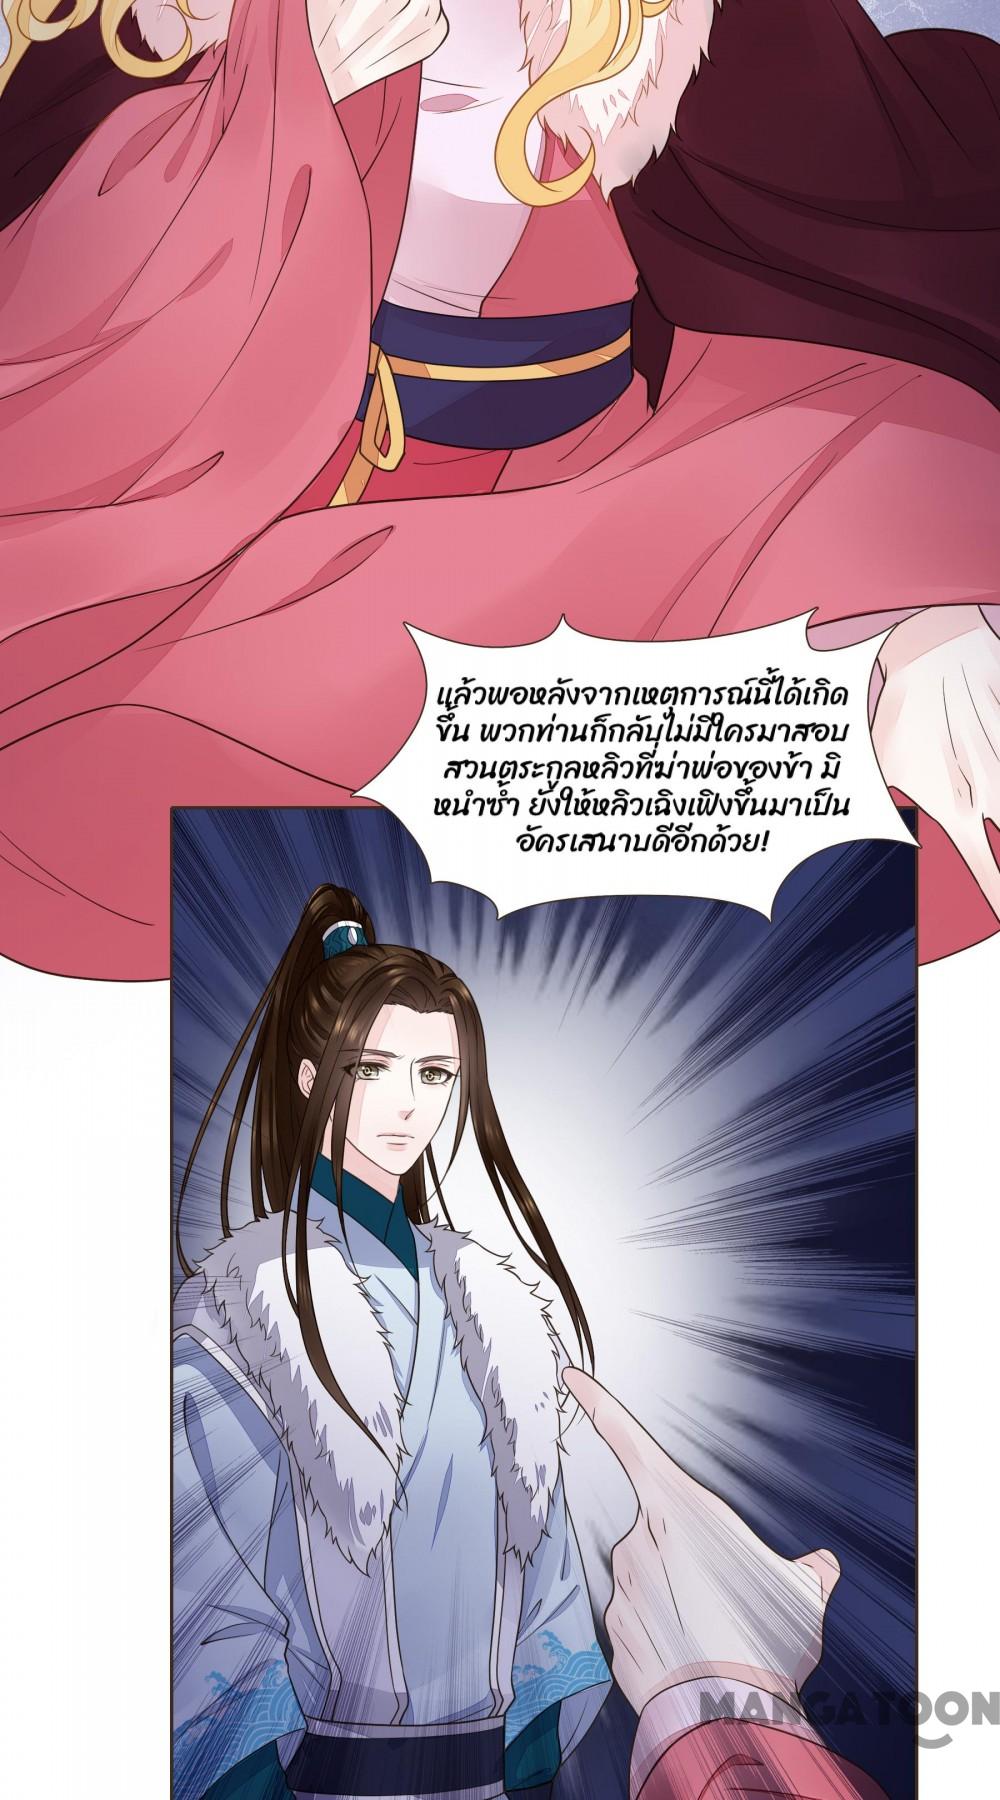 แล้วพอหลังจากเหตุการณ์นี้ได้เกิด
ขึ้น พวกท่านก็กลับไม่มีใครมาสอบ
สวนตระกูลหลิวที่ฆ่าพ่อของข้า มิ
หนำซ้ำ ยังให้หลิวเฉิงเฟิงขึ้นมาเป็น
อัครเสนาบดีอีกด้วย!
MANGATOON